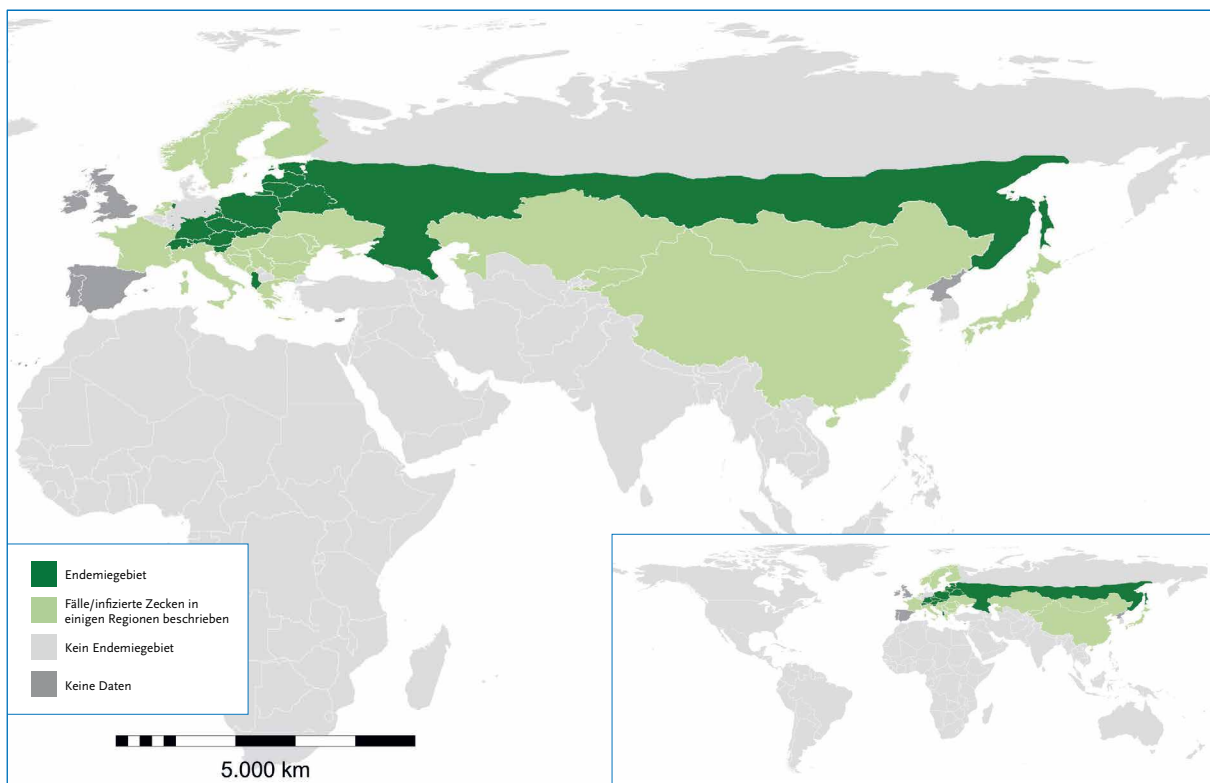 Endemiegebiet
Fälle/infizierte Zecken in
einigen Regionen beschrieben
Kein Endemiegebiet
Keine Daten
5.000 km